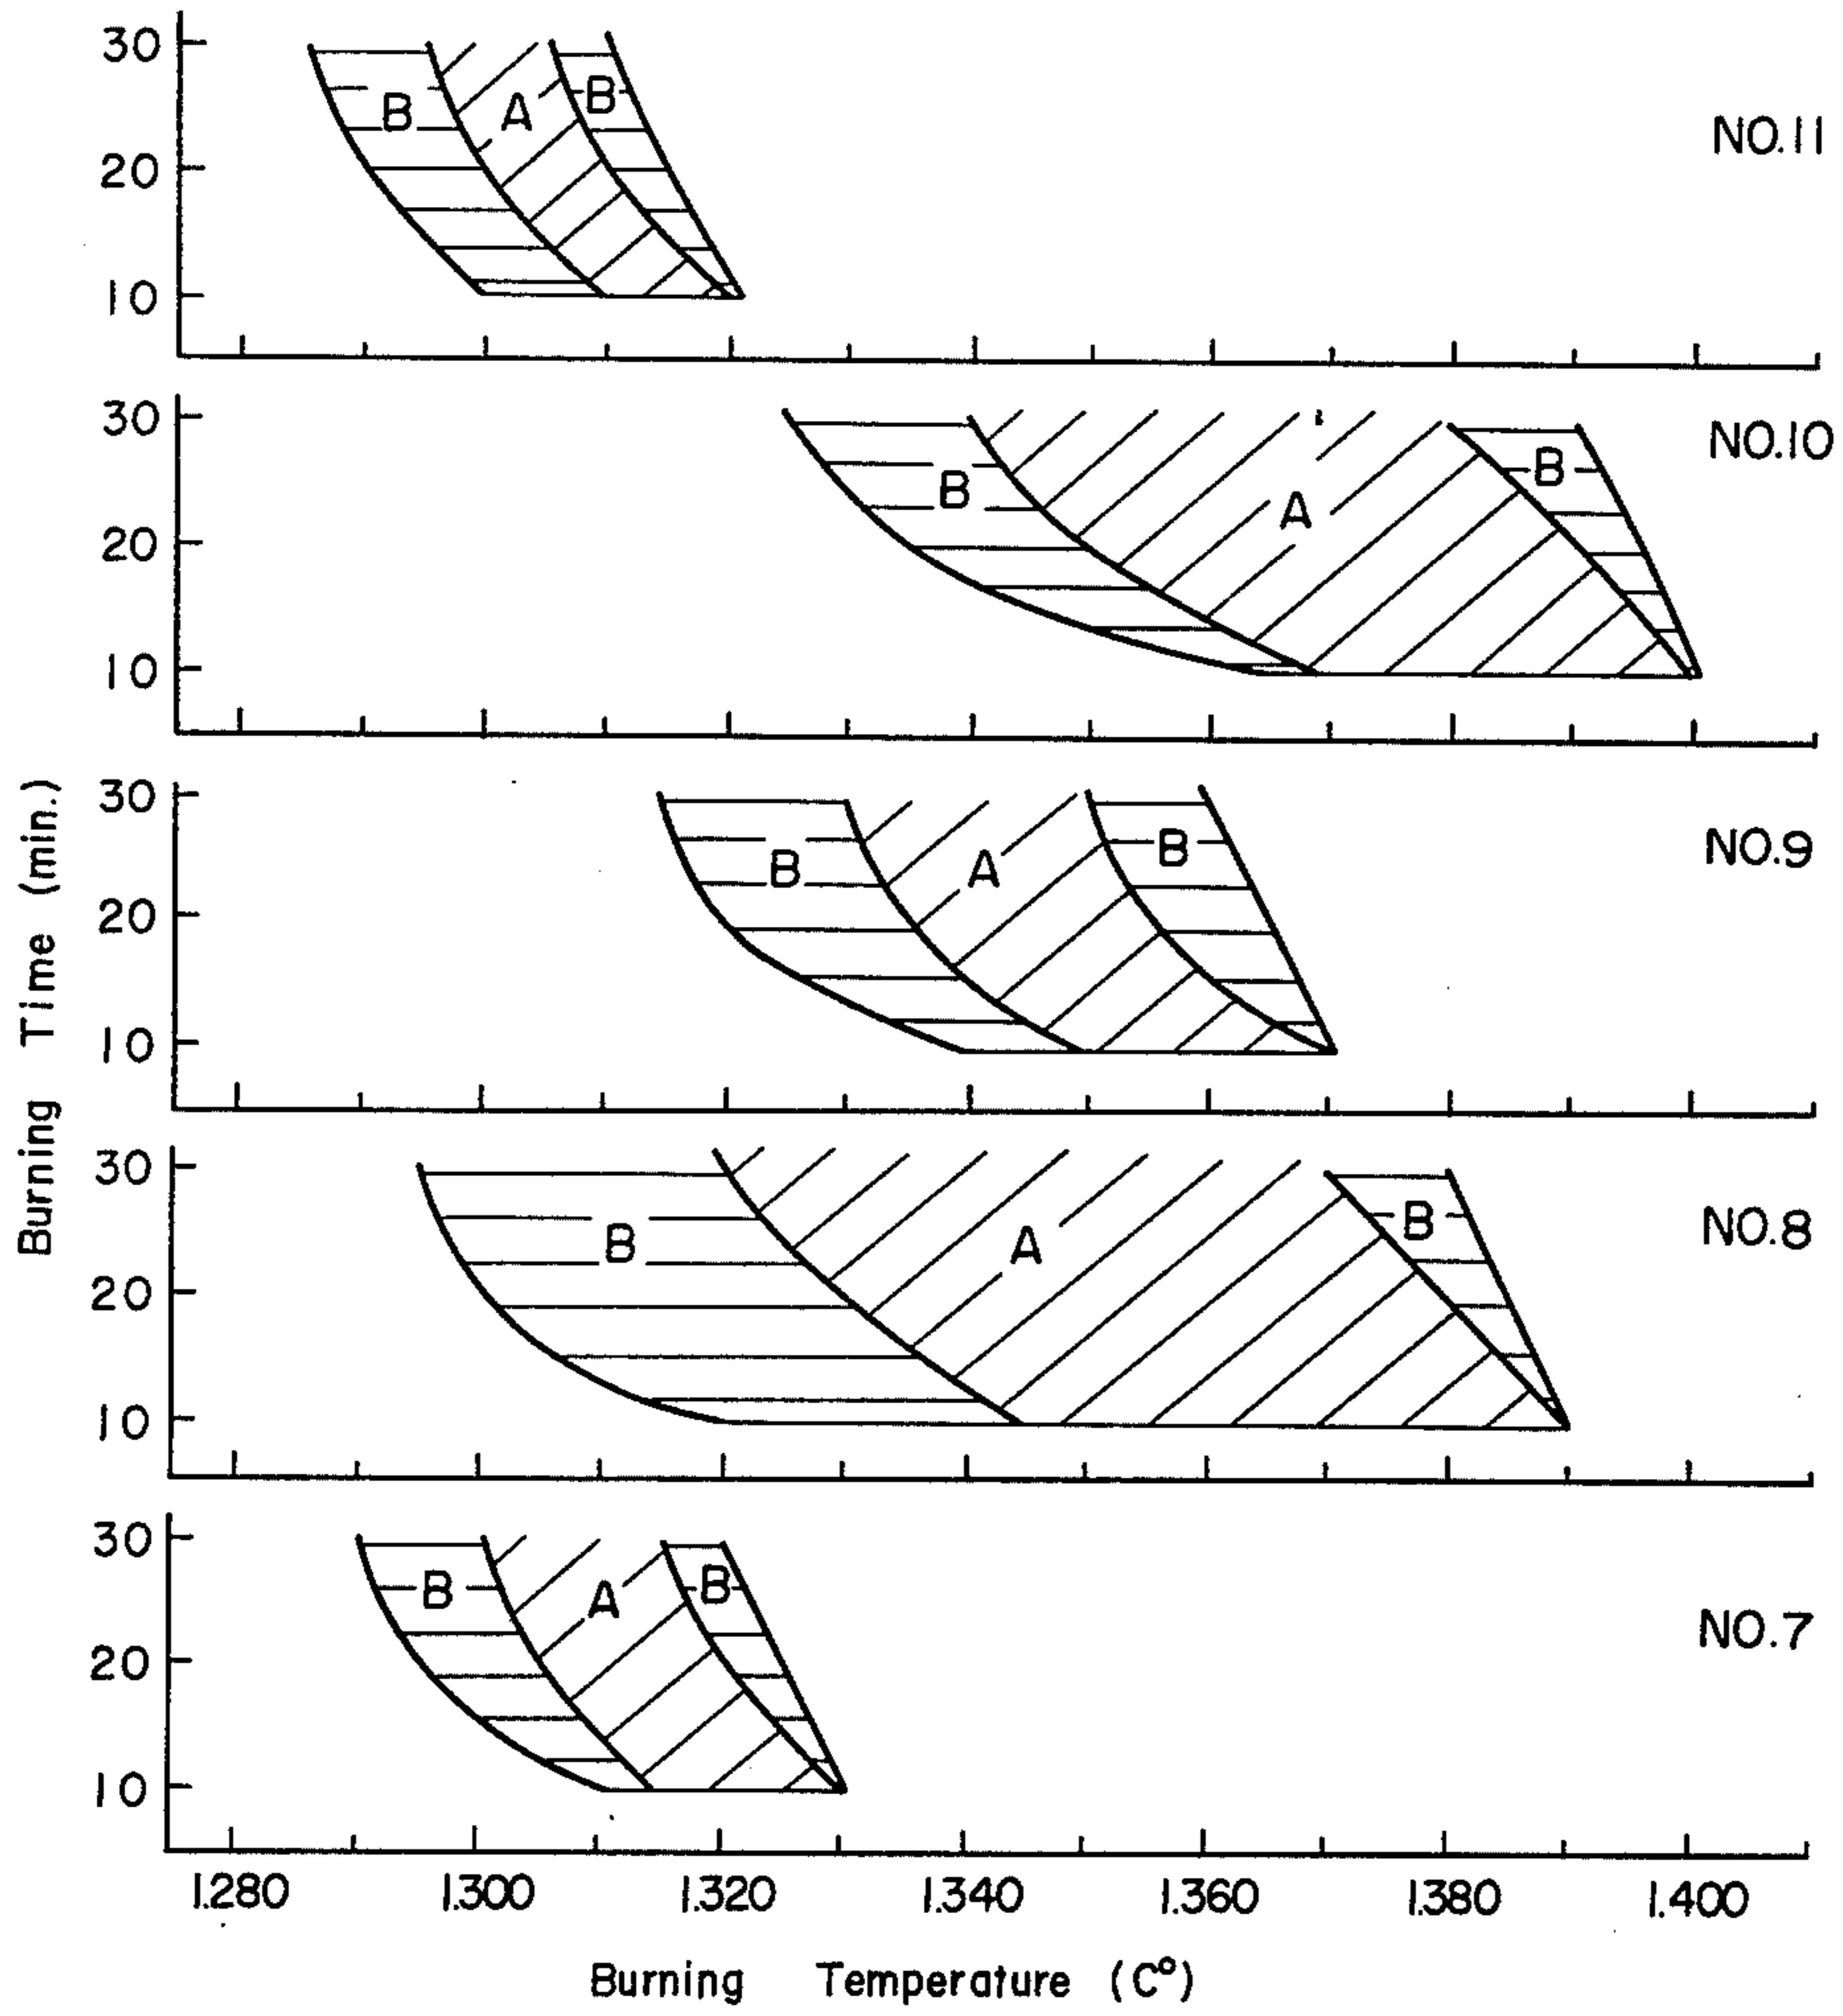 30
B A B
NO.11
20
10
30
B A B
NO.10
20
10
30
B A B
NO.9
20
10
30
B A B
NO.8
20
10
30
B A B
NO.7
20
10
Burning Time (min.)
1.280 1.300 1.320 1.340 1.360 1.380 1.400
Burning Temperature (C°)